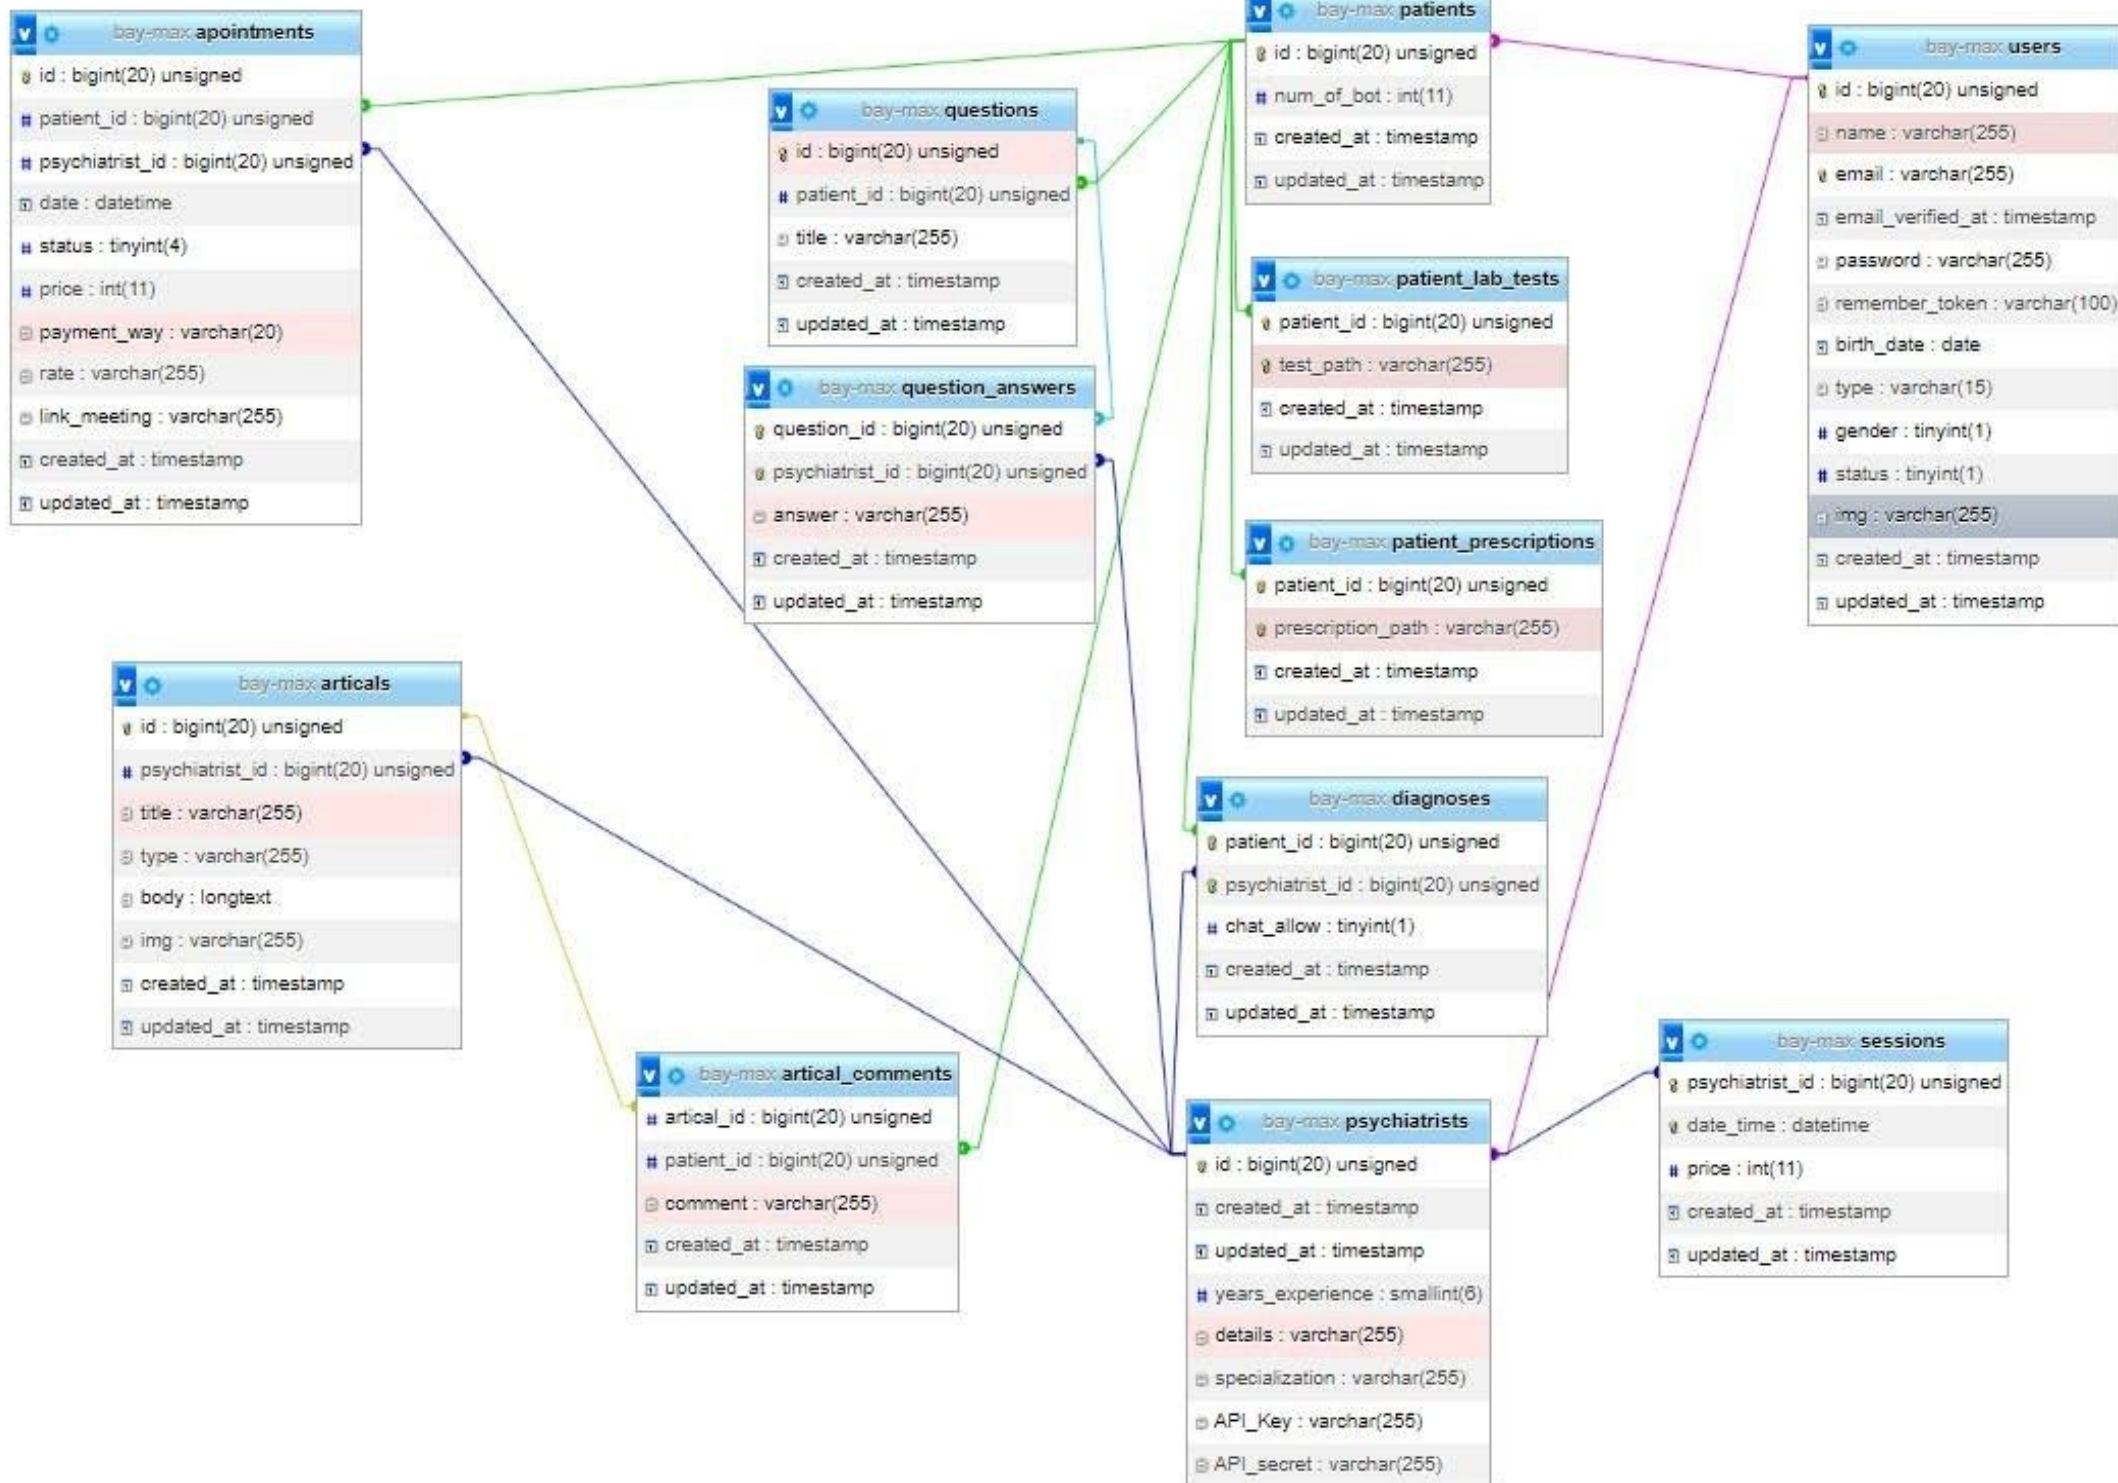 bay-max apointments
id : bigint(20) unsigned
patient_id : bigint(20) unsigned
psychiatrist_id : bigint(20) unsigned
date : datetime
status : tinyint(4)
price : int(11)
payment_way : varchar(20)
rate : varchar(255)
link_meeting : varchar(255)
created_at : timestamp
updated_at : timestamp
bay-max questions
id : bigint(20) unsigned
patient_id : bigint(20) unsigned
title : varchar(255)
created_at : timestamp
updated_at : timestamp
bay-max patients
id : bigint(20) unsigned
num_of_bot : int(11)
created_at : timestamp
updated_at : timestamp
bay-max users
id : bigint(20) unsigned
name : varchar(255)
email : varchar(255)
email_verified_at : timestamp
password : varchar(255)
remember_token : varchar(100)
birth_date : date
type : varchar(15)
gender : tinyint(1)
status : tinyint(1)
img : varchar(255)
created_at : timestamp
updated_at : timestamp
bay-max patient_lab_tests
patient_id : bigint(20) unsigned
test_path : varchar(255)
created_at : timestamp
updated_at : timestamp
bay-max question_answers
question_id : bigint(20) unsigned
psychiatrist_id : bigint(20) unsigned
answer : varchar(255)
created_at : timestamp
updated_at : timestamp
bay-max patient_prescriptions
patient_id : bigint(20) unsigned
prescription_path : varchar(255)
created_at : timestamp
updated_at : timestamp
bay-max articals
id : bigint(20) unsigned
psychiatrist_id : bigint(20) unsigned
title : varchar(255)
type : varchar(255)
body : longtext
img : varchar(255)
created_at : timestamp
updated_at : timestamp
bay-max diagnoses
patient_id : bigint(20) unsigned
psychiatrist_id : bigint(20) unsigned
chat_allow : tinyint(1)
created_at : timestamp
updated_at : timestamp
bay-max artical_comments
artical_id : bigint(20) unsigned
patient_id : bigint(20) unsigned
comment : varchar(255)
created_at : timestamp
updated_at : timestamp
bay-max psychiatrists
id : bigint(20) unsigned
created_at : timestamp
updated_at : timestamp
years_experience : smallint(6)
details : varchar(255)
specialization : varchar(255)
API_Key : varchar(255)
API_secret : varchar(255)
bay-max sessions
psychiatrist_id : bigint(20) unsigned
date_time : datetime
price : int(11)
created_at : timestamp
updated_at : timestamp